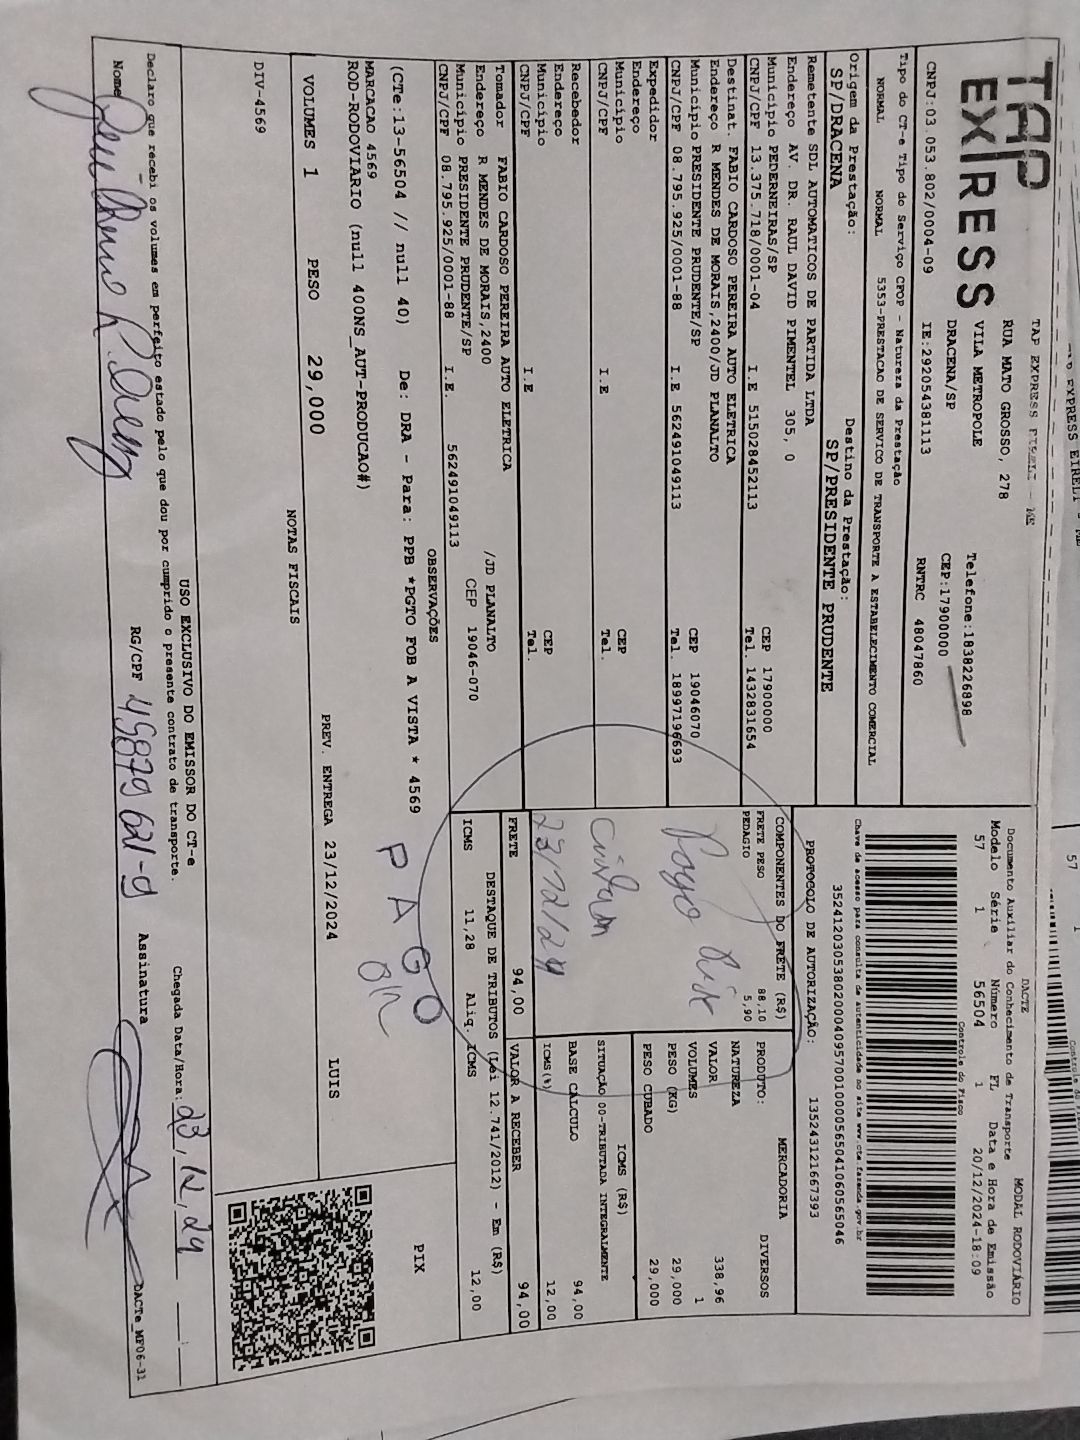 TAP EXPRESS
TAP EXPRESS EIRELI - ME
RUA MATO GROSSO, 278
VILA METROPOLE
DRACENA/SP
Telefone:1838226898
CEP:17900000
CNPJ:03.053.802/0004-09 IE:292054381113 RNTRC 48047860
Tipo do CT-e Tipo do Serviço CFOP - Natureza da Prestação
NORMAL NORMAL 5353-PRESTACAO DE SERVICO DE TRANSPORTE A ESTABELECIMENTO COMERCIAL
Origem da Prestação: Destino da Prestação:
SP/DRACENA SP/PRESIDENTE PRUDENTE
Remetente SDL AUTOMATICOS DE PARTIDA LTDA
Endereço AV. DR. RAUL DAVID PIMENTEL 305, 0
Município PEDERNEIRAS/SP CEP 17900000
CNPJ/CPF 13.375.718/0001-04 I.E 515028452113 Tel. 1432831654
Destinat. FABIO CARDOSO PEREIRA AUTO ELETRICA
Endereço R MENDES DE MORAIS,2400/JD PLANALTO
Município PRESIDENTE PRUDENTE/SP CEP 19046070
CNPJ/CPF 08.795.925/0001-88 I.E 562491049113 Tel. 18997196693
Expedidor
Endereço
Município CEP
CNPJ/CPF I.E Tel.
Recebedor
Endereço
Município CEP
CNPJ/CPF I.E Tel.
Tomador FABIO CARDOSO PEREIRA AUTO ELETRICA
Endereço R MENDES DE MORAIS,2400 /JD PLANALTO
Município PRESIDENTE PRUDENTE/SP CEP 19046-070
CNPJ/CPF 08.795.925/0001-88 I.E. 562491049113
DACTE MODAL RODOVIÁRIO
Documento Auxiliar do Conhecimento de Transporte
Modelo Série Número FL Data e Hora de Emissão
57 1 56504 1 20/12/2024-18:09
Controle do Fisco
Chave de acesso para consulta de autenticidade no site www.cte.fazenda.gov.br
35241203053802000409570010000565041060565046
PROTOCOLO DE AUTORIZAÇÃO: 135243121667393
COMPONENTES DO FRETE (R$)
FRETE PESO 88,10
PEDAGIO 5,90
Pago
23/12/24
FRETE 94,00
MERCADORIA
PRODUTO: DIVERSOS
NATUREZA
VALOR 338,96
VOLUMES 1
PESO (KG) 29,000
PESO CUBADO 29,000
ICMS (R$)
SITUAÇÃO 00-TRIBUTADA INTEGRALMENTE
BASE CALCULO 94,00
ICMS(%) 12,00
VALOR A RECEBER 94,00
DESTAQUE DE TRIBUTOS (Lei 12.741/2012) - Em (R$)
ICMS 11,28 Aliq. ICMS 12,00
OBSERVAÇÕES
(CTe:13-56504 // null 40) De: DRA - Para: PPB *PGTO FOB A VISTA * 4569
MARCACAO 4569
ROD-RODOVIARIO (null 400NS_AUT-PRODUCAO#)
PAGO
OK
PIX
VOLUMES 1 PESO 29,000 PREV. ENTREGA 23/12/2024 LUIS
NOTAS FISCAIS
DIV-4569
USO EXCLUSIVO DO EMISSOR DO CT-e
Declaro que recebi os volumes em perfeito estado pelo que dou por cumprido o presente contrato de transporte. Chegada Data/Hora: 23/12/24
Nome RG/CPF 49879621-9 Assinatura
DACTe_MF06-31